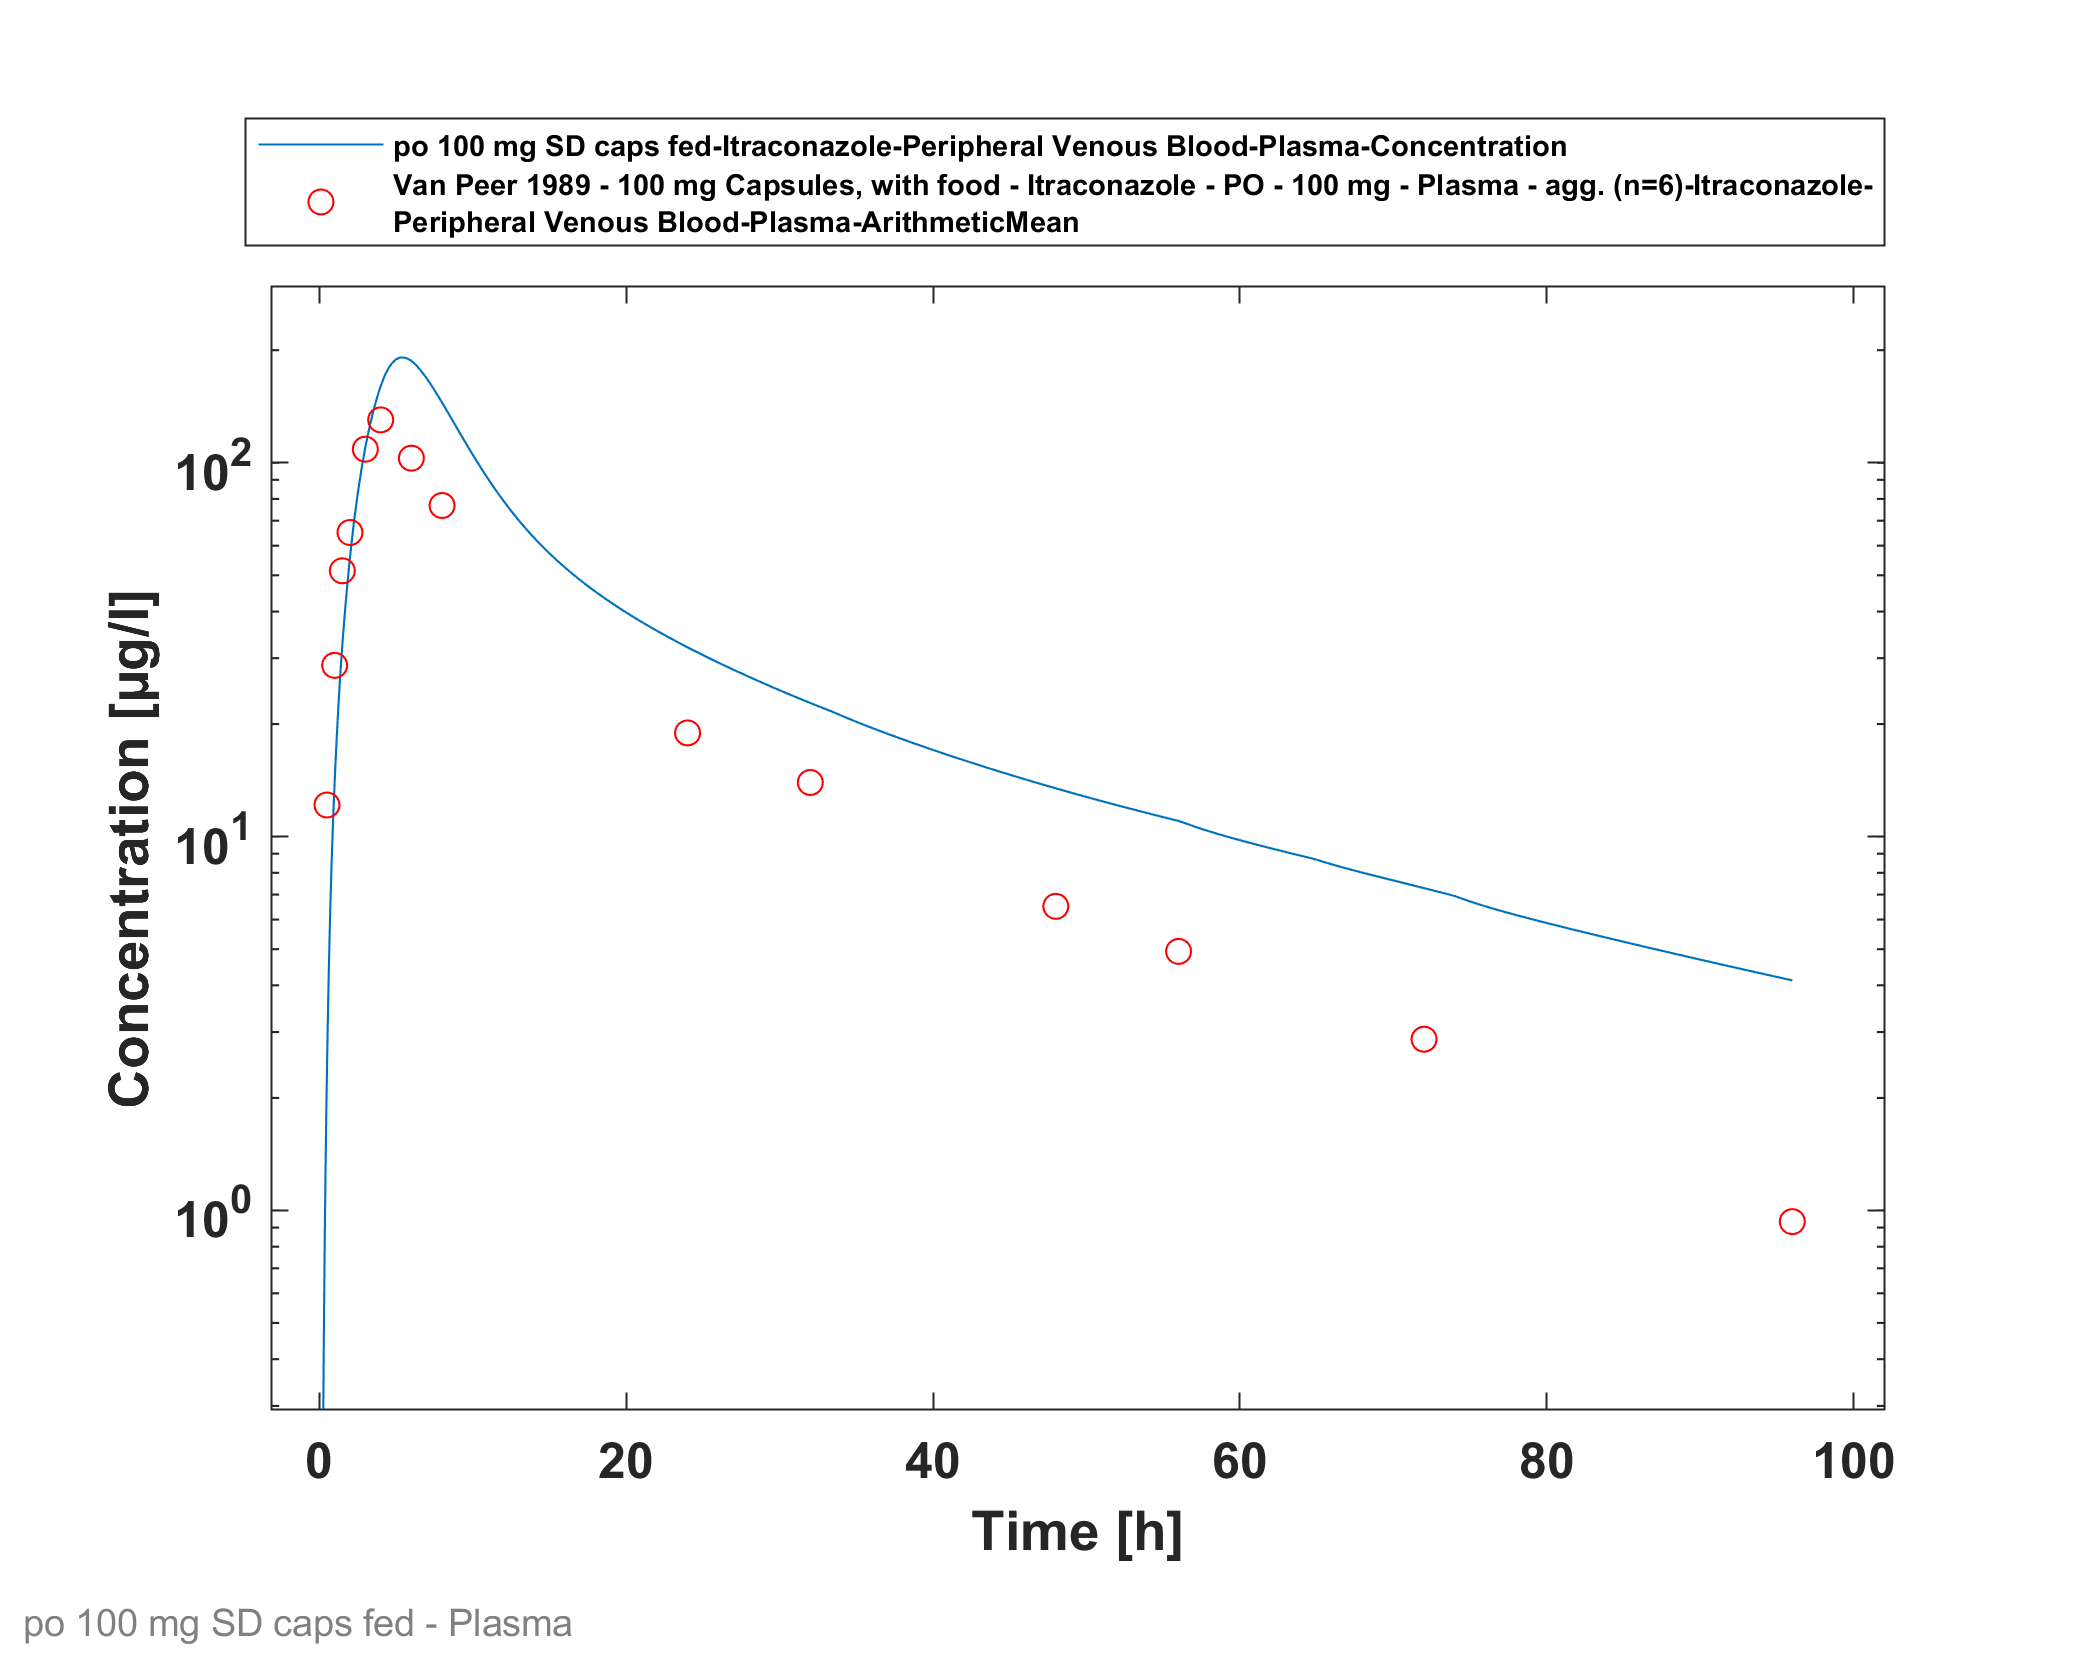 po 100 mg SD caps fed-Itraconazole-Peripheral Venous Blood-Plasma-Concentration
Van Peer 1989 - 100 mg Capsules, with food - Itraconazole - PO - 100 mg - Plasma - agg. (n=6)-Itraconazole-
Peripheral Venous Blood-Plasma-ArithmeticMean
10^2
10^1
10^0
Concentration [µg/l]
0 20 40 60 80 100
Time [h]
po 100 mg SD caps fed - Plasma